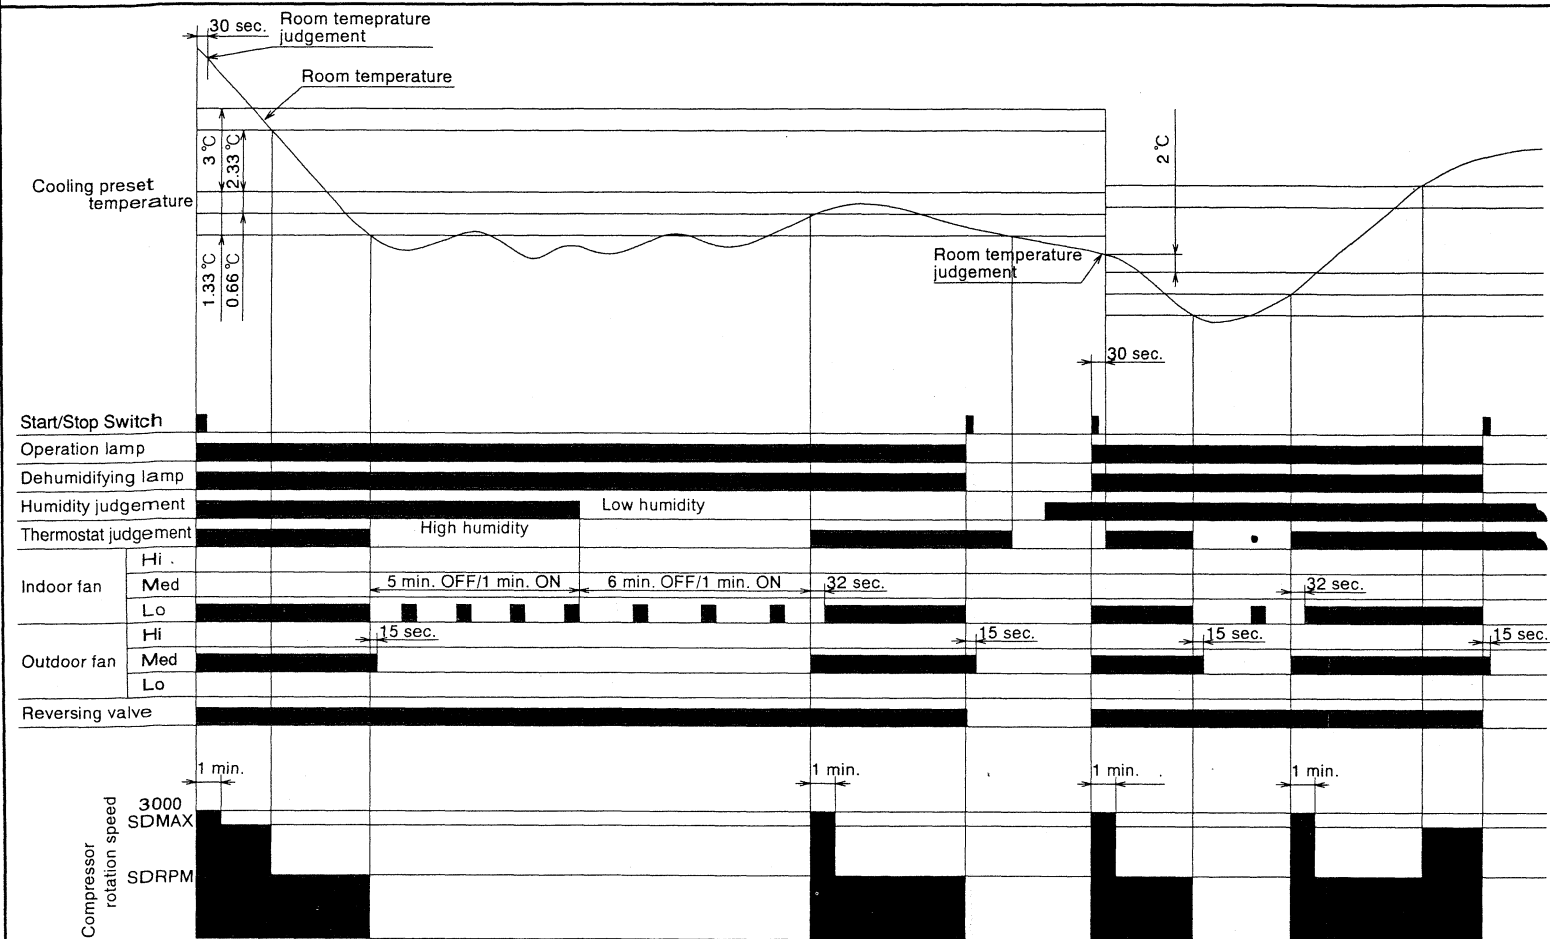 30 sec.
Room temeprature
judgement
Room temperature
3 °C
2.33 °C
2 °C
Cooling preset
temperature
1.33 °C
0.66 °C
Room temperature
judgement
30 sec.
Start/Stop Switch
Operation lamp
Dehumidifying lamp
Humidity judgement
Low humidity
Thermostat judgement
High humidity
Indoor fan
Hi
Med
5 min. OFF/1 min. ON
6 min. OFF/1 min. ON
32 sec.
32 sec.
Lo
Outdoor fan
Hi
15 sec.
15 sec.
15 sec.
15 sec.
Med
Lo
Reversing valve
1 min.
1 min.
1 min.
1 min.
Compressor
rotation speed
3000
SDMAX
SDRPM